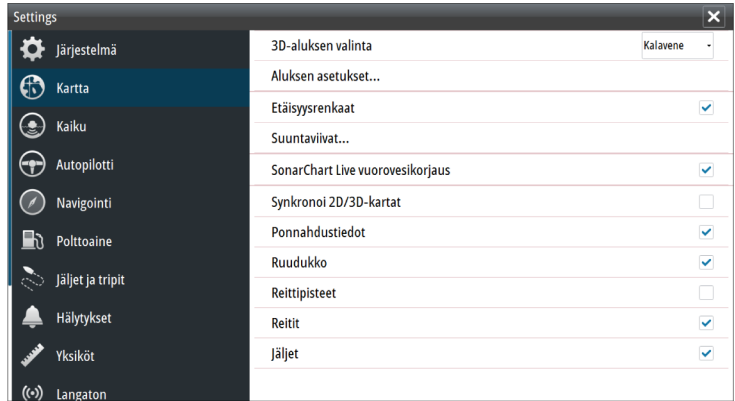 Settings
Järjestelmä
Kartta
Kaiku
Autopilotti
Navigointi
Polttoaine
Jäljet ja tripit
Hälytykset
Yksiköt
Langaton
3D-aluksen valinta Kalavene
Aluksen asetukset...
Etäisyysrenkaat
Suuntaviivat...
SonarChart Live vuorovesikorjaus
Synkronoi 2D/3D-kartat
Ponnahdustiedot
Ruudukko
Reittipisteet
Reitit
Jäljet